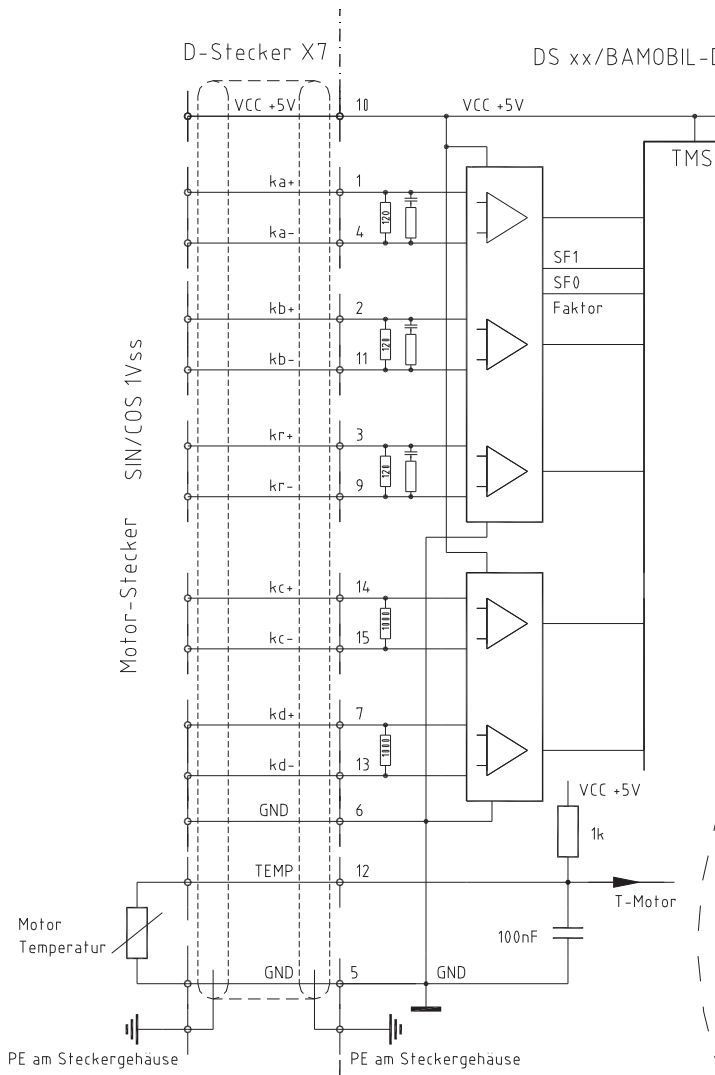 D-Stecker X7
DS xx/BAMOBIL-D
VCC +5V 10 VCC +5V
TMS
ka+ 1
120
ka- 4
SF1
SF0
Faktor
kb+ 2
120
kb- 11
kr+ 3
120
kr- 9
Motor-Stecker SIN/COS 1Vss
kc+ 14
1000
kc- 15
kd+ 7
1000
kd- 13
VCC +5V
GND 6
1k
TEMP 12
T-Motor
Motor
Temperatur
100nF
GND 5 GND
PE am Steckergehäuse
PE am Steckergehäuse